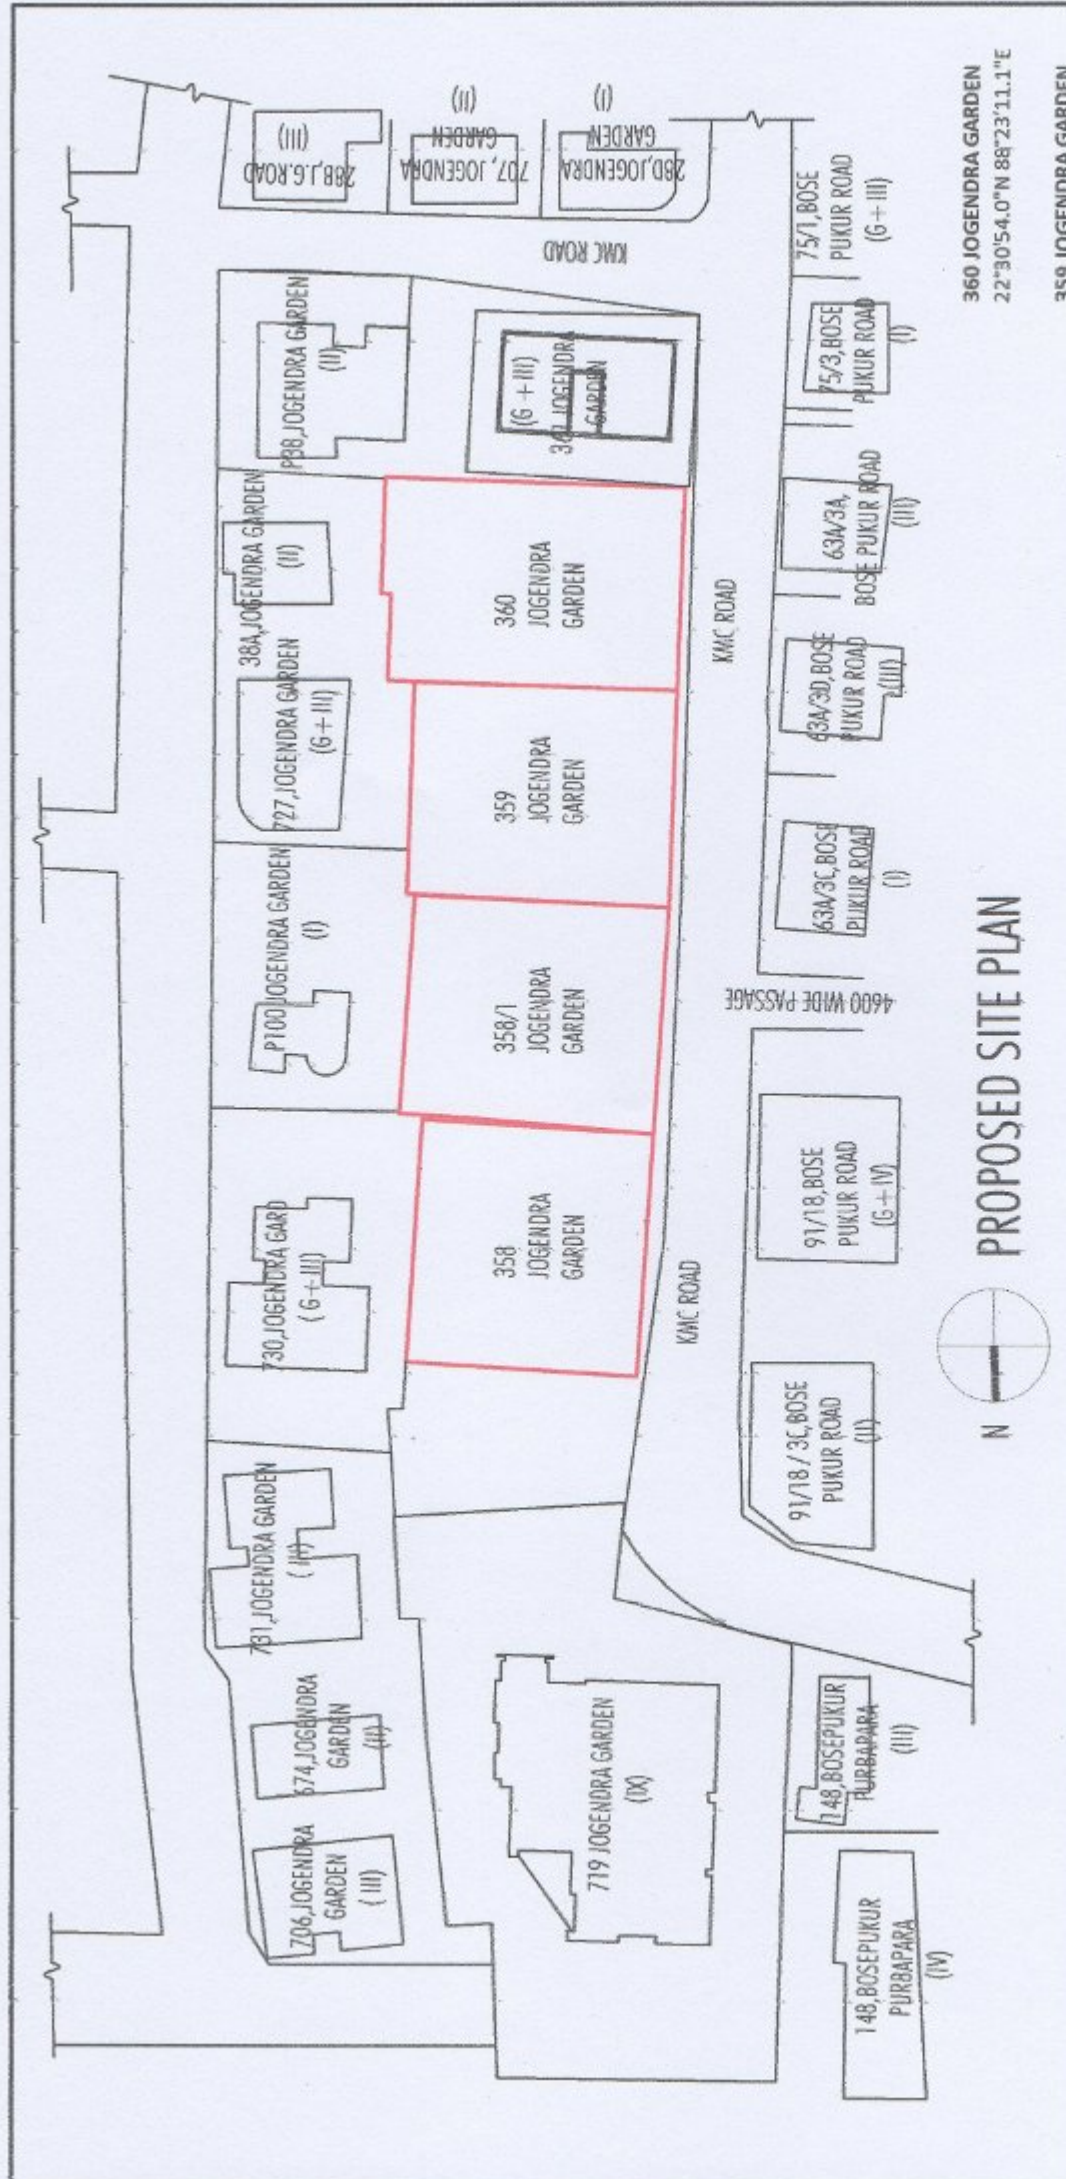 706,JOGENDRA
GARDEN
( III)
674,JOGENDRA
GARDEN
(II)
731,JOGENDRA GARDEN
( III)
730,JOGENDRA GARD
( G+III)
P100,JOGENDRA GARDEN
(I)
727,JOGENDRA GARDEN
(G+III)
38A,JOGENDRA GARDEN
(II)
P38,JOGENDRA GARDEN
(II)
28B,J.G.ROAD
(III)
707, JOGENDRA
GARDEN
(II)
28D,JOGENDRA
GARDEN
(I)
KMC ROAD
719 JOGENDRA GARDEN
(IX)
358
JOGENDRA
GARDEN
358/1
JOGENDRA
GARDEN
359
JOGENDRA
GARDEN
360
JOGENDRA
GARDEN
(G + III)
JOGENDRA
GARDEN
KMC ROAD
KMC ROAD
148,BOSEPUKUR
PURBAPARA
(IV)
148,BOSEPUKUR
PURBAPARA
(III)
91/18 / 3C,BOSE
PUKUR ROAD
(II)
91/18,BOSE
PUKUR ROAD
(G+IV)
4600 WIDE PASSAGE
63A/3C,BOSE
PUKUR ROAD
(I)
63A/3D,BOSE
PUKUR ROAD
(III)
63A/3A,
BOSE PUKUR ROAD
(III)
75/3,BOSE
PUKUR ROAD
(I)
75/1,BOSE
PUKUR ROAD
(G + III)
N
PROPOSED SITE PLAN
360 JOGENDRA GARDEN
22°30'54.0"N 88°23'11.1"E
359 JOGENDRA GARDEN